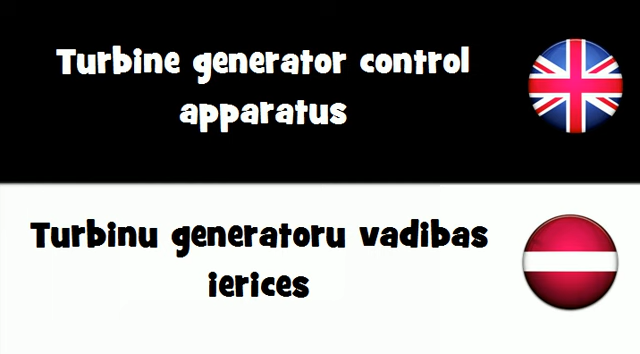 Turbine generator control
apparatus
Turbinu generatoru vadibas
ierices